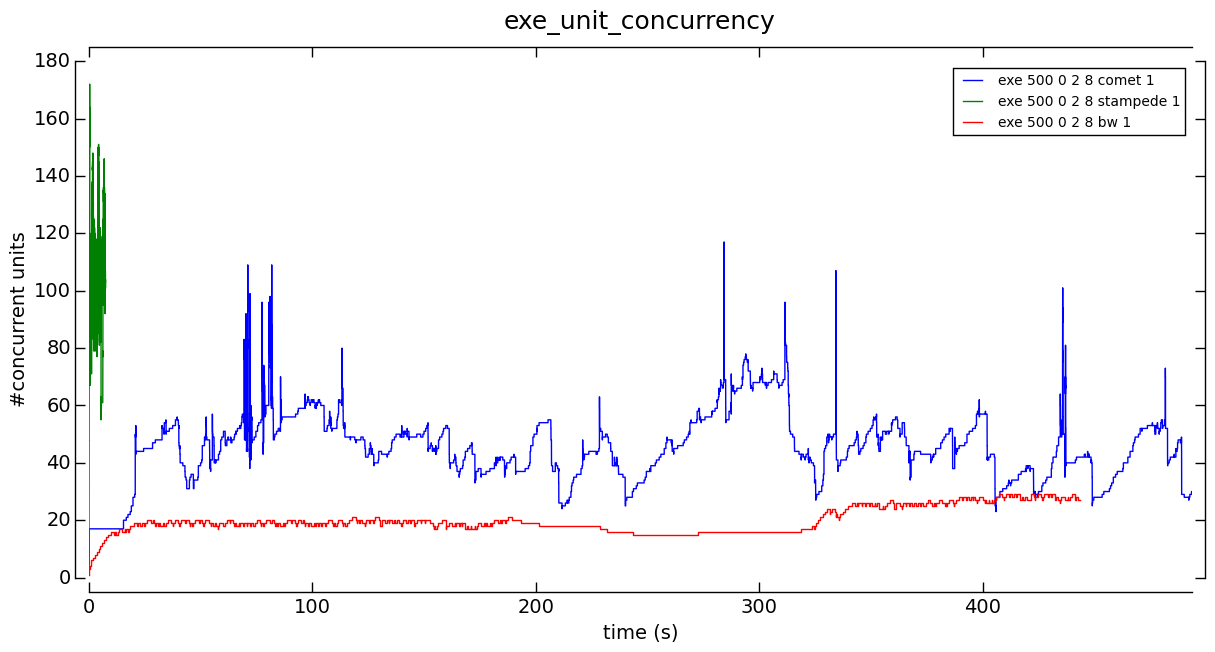 exe_unit_concurrency
180
160
140
120
100
80
60
40
20
0
#concurrent units
exe 500 0 2 8 comet 1
exe 500 0 2 8 stampede 1
exe 500 0 2 8 bw 1
0 100 200 300 400
time (s)